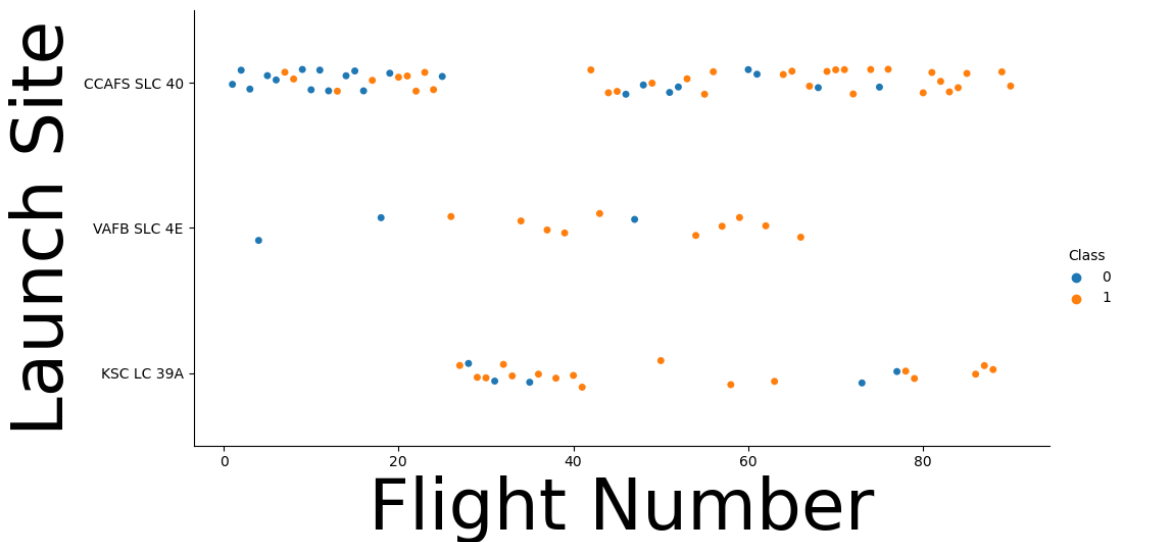 Launch Site
CCAFS SLC 40
VAFB SLC 4E
KSC LC 39A
0 20 40 60 80
Flight Number
Class
0
1